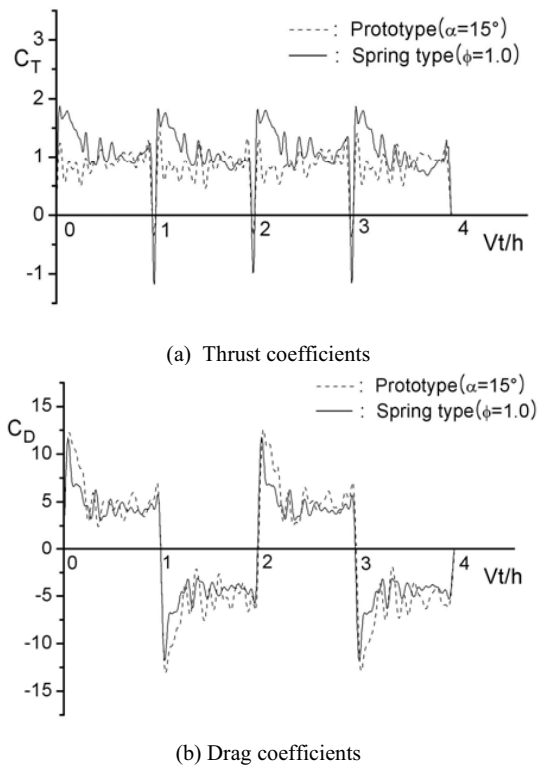 3
C_T
2
1
0
-1
0 1 2 3 4
Vt/h
- - - - : Prototype(α=15°)
—— : Spring type(ϕ=1.0)
(a) Thrust coefficients
15
C_D
10
5
0
-5
-10
-15
0 1 2 3 4
Vt/h
- - - - - : Prototype(α=15°)
—— : Spring type(ϕ=1.0)
(b) Drag coefficients